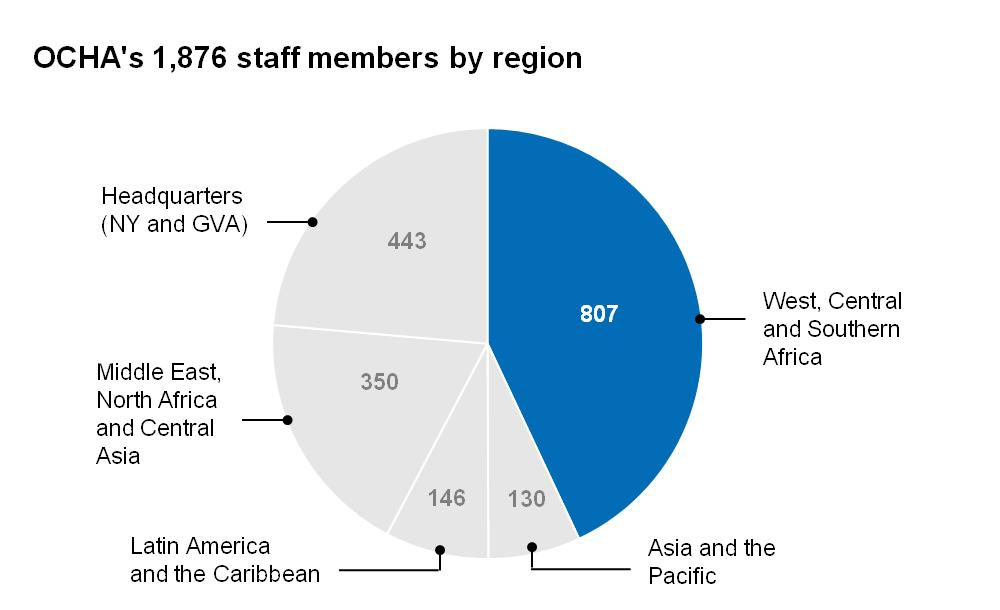 OCHA's 1,876 staff members by region
Headquarters
(NY and GVA)
443
807
West, Central
and Southern
Africa
Middle East,
North Africa
and Central
Asia
350
146
130
Latin America
and the Caribbean
Asia and the
Pacific